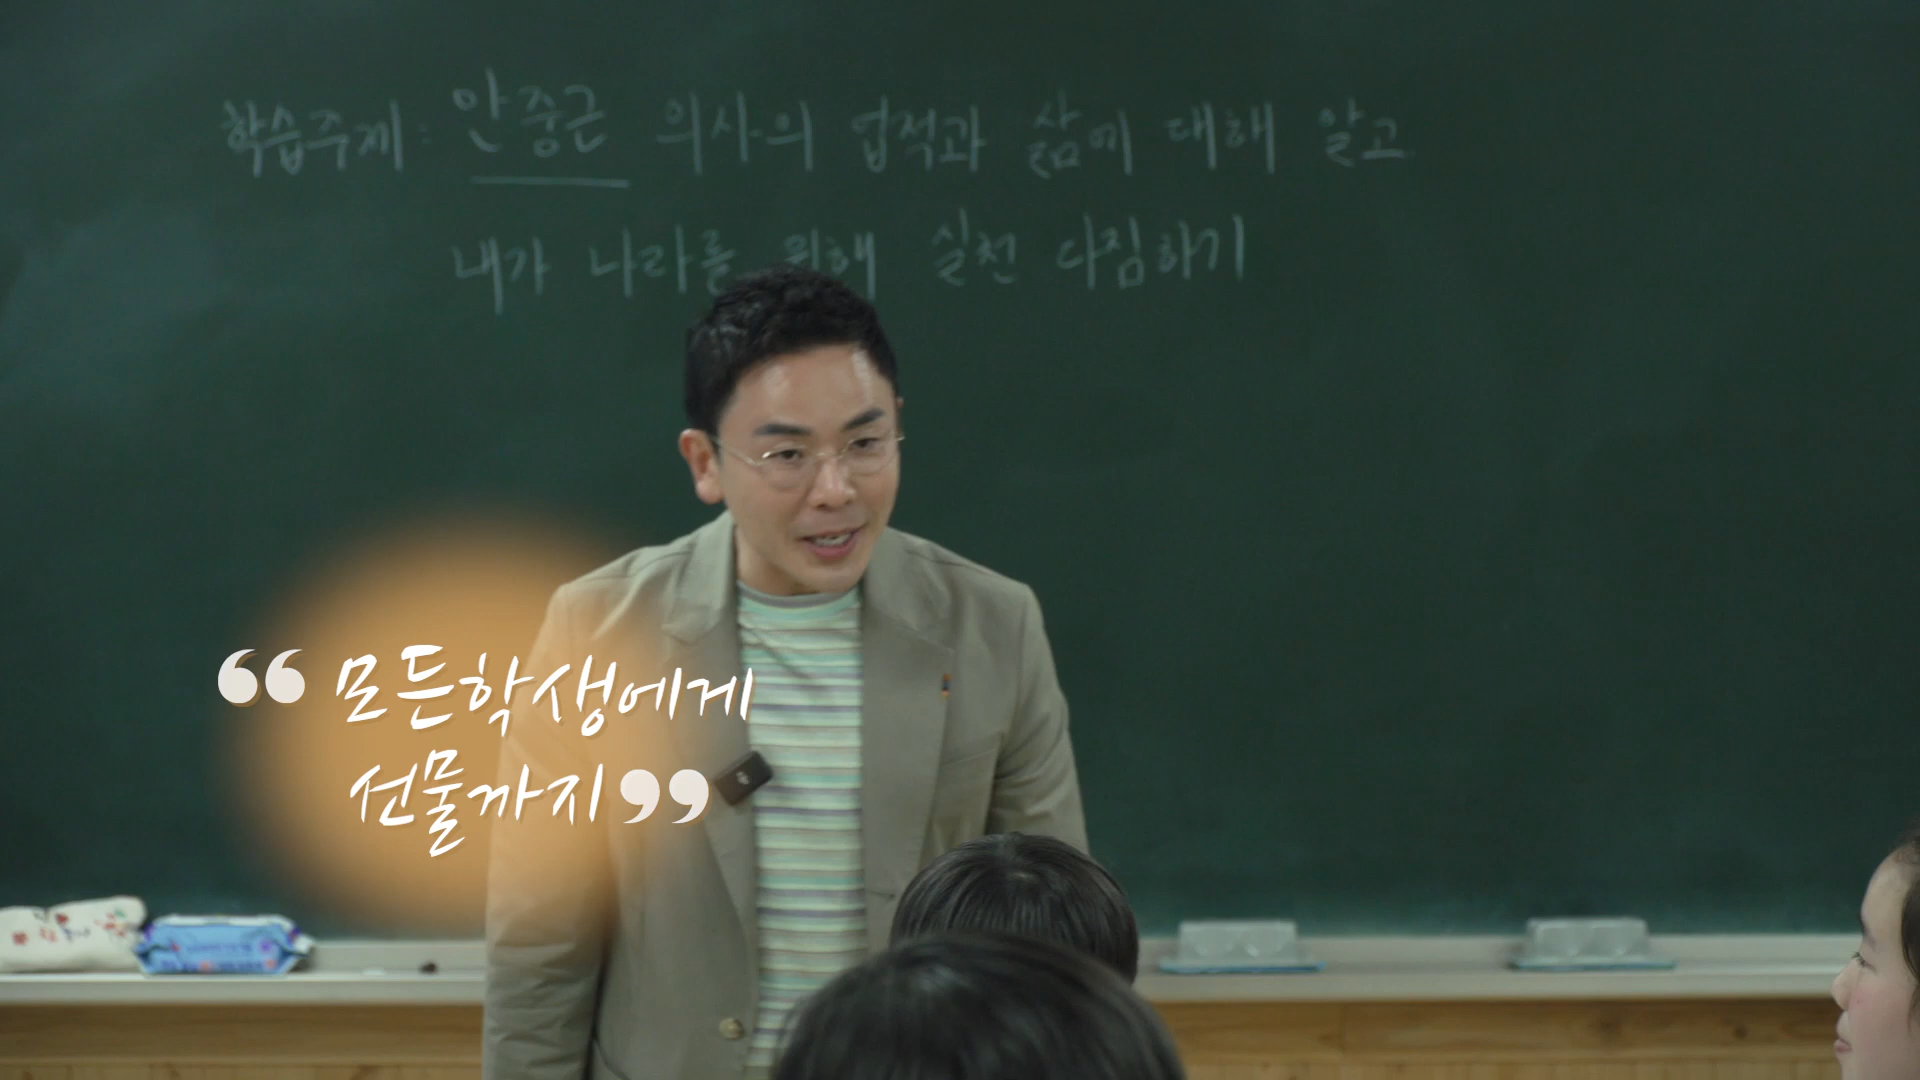 학습주제: 안중근 의사의 업적과 삶에 대해 알고
내가 나라를 위해 실천 다짐하기
“ 모든학생에게
선물까지 ”